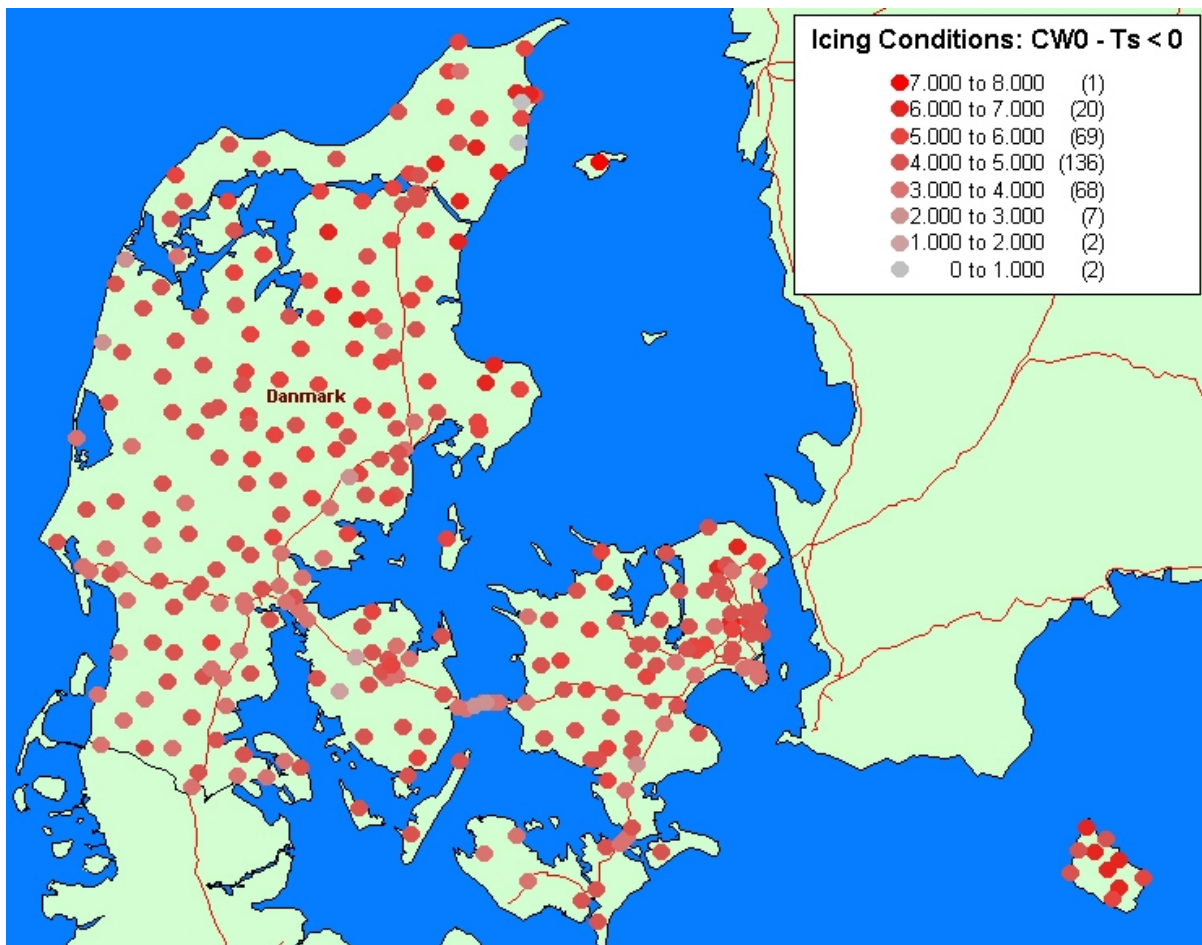 Icing Conditions: CW0 - Ts < 0
7.000 to 8.000 (1)
6.000 to 7.000 (20)
5.000 to 6.000 (69)
4.000 to 5.000 (136)
3.000 to 4.000 (68)
2.000 to 3.000 (7)
1.000 to 2.000 (2)
0 to 1.000 (2)
Danmark